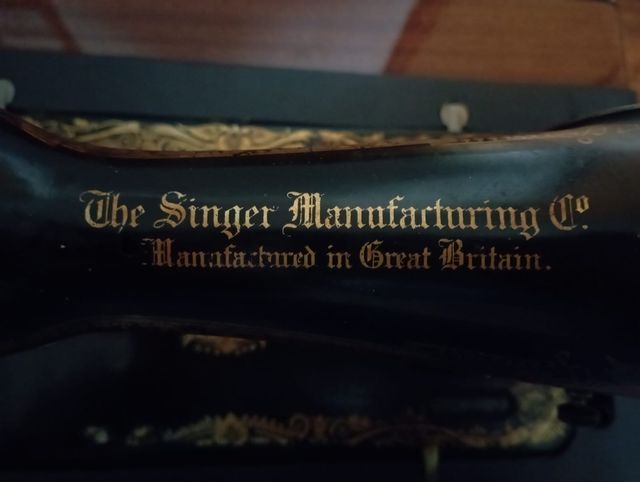 The Singer Manufacturing Co.
Manufactured in Great Britain.